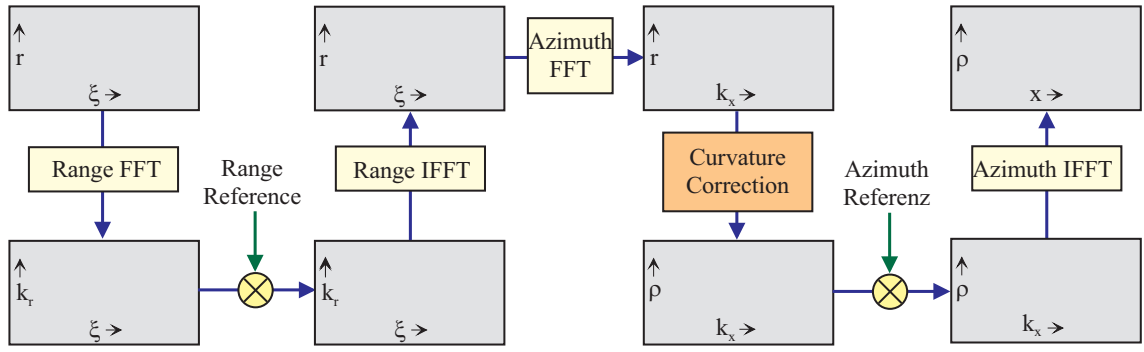 r
ξ
Range FFT
k_r
ξ
Range
Reference
k_r
ξ
Range IFFT
r
ξ
Azimuth
FFT
r
k_x
Curvature
Correction
ρ
k_x
Azimuth
Referenz
ρ
k_x
Azimuth IFFT
ρ
x